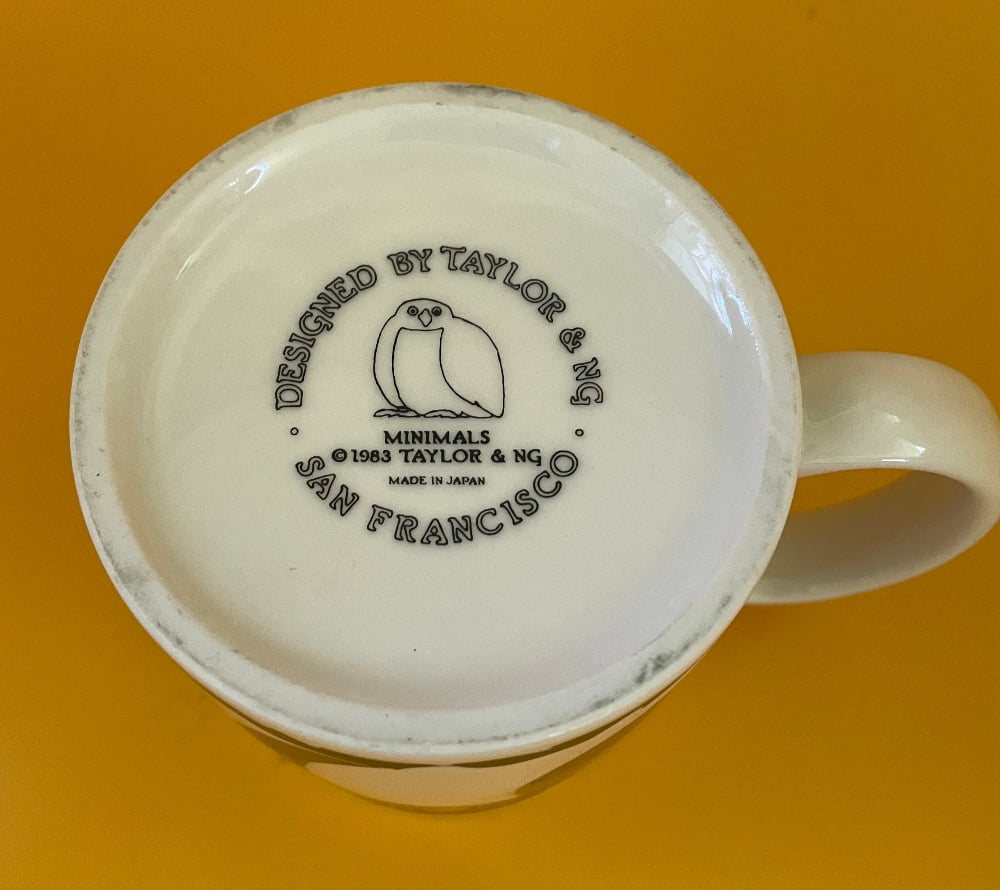 DESIGNED BY TAYLOR & NG
MINIMALS
© 1983 TAYLOR & NG
MADE IN JAPAN
SAN FRANCISCO